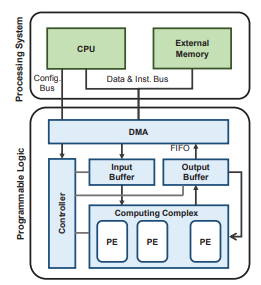 Processing System
CPU
External
Memory
Config.
Bus
Data & Inst. Bus
Programmable Logic
DMA
FIFO
Input
Buffer
Output
Buffer
Controller
Computing Complex
PE
PE
PE